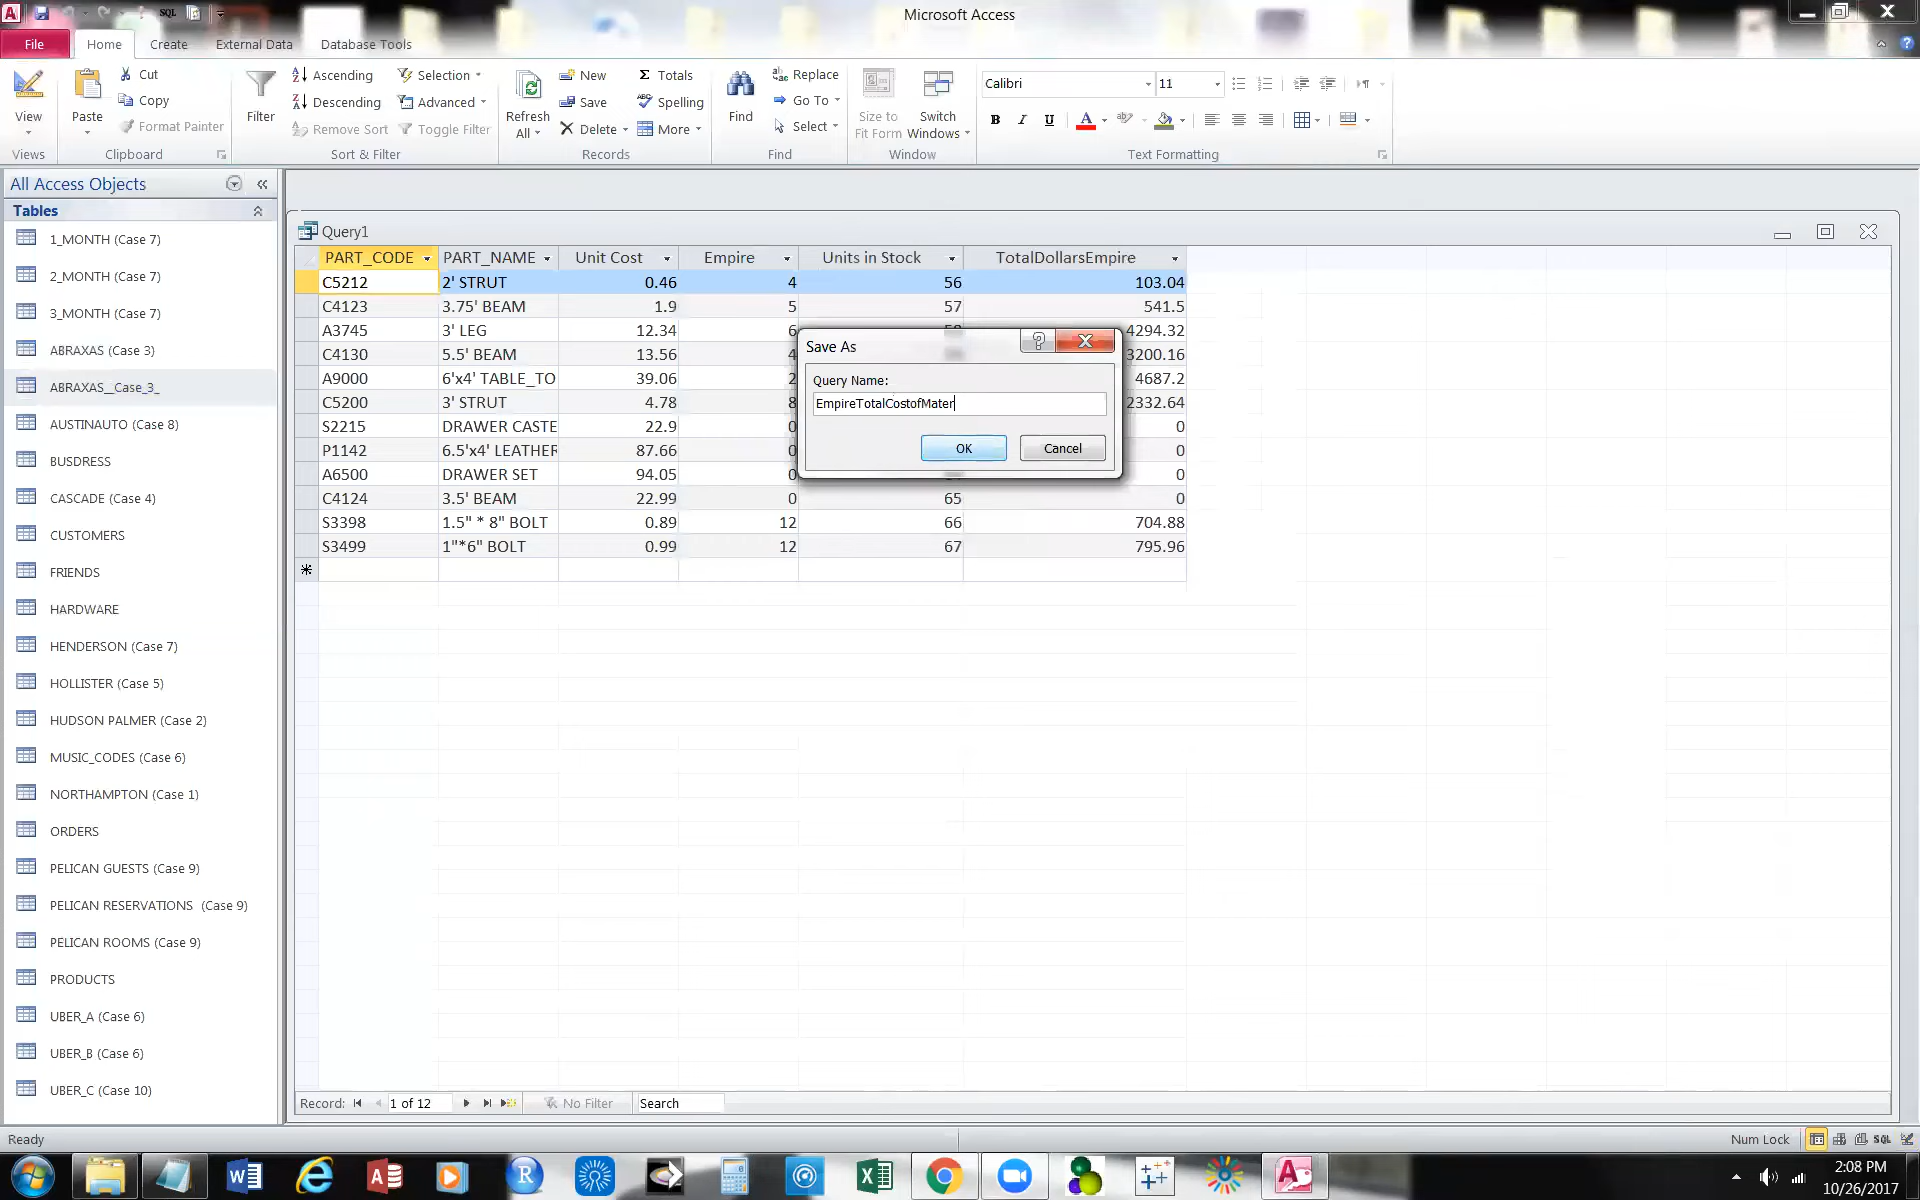 SQL
Microsoft Access
File Home Create External Data Database Tools
View
Views
Paste
Cut
Copy
Format Painter
Clipboard
Filter
Ascending
Descending
Remove Sort
Selection
Advanced
Toggle Filter
Sort & Filter
Refresh
All
New
Save
Delete
Totals
Spelling
More
Records
Find
Replace
Go To
Select
Find
Size to
Fit Form
Switch
Windows
Window
Calibri 11
B I U A
Text Formatting
All Access Objects
Tables
1_MONTH (Case 7)
2_MONTH (Case 7)
3_MONTH (Case 7)
ABRAXAS (Case 3)
ABRAXAS__Case_3_
AUSTINAUTO (Case 8)
BUSDRESS
CASCADE (Case 4)
CUSTOMERS
FRIENDS
HARDWARE
HENDERSON (Case 7)
HOLLISTER (Case 5)
HUDSON PALMER (Case 2)
MUSIC_CODES (Case 6)
NORTHAMPTON (Case 1)
ORDERS
PELICAN GUESTS (Case 9)
PELICAN RESERVATIONS (Case 9)
PELICAN ROOMS (Case 9)
PRODUCTS
UBER_A (Case 6)
UBER_B (Case 6)
UBER_C (Case 10)
Query1
PART_CODE PART_NAME Unit Cost Empire Units in Stock TotalDollarsEmpire
C5212 2' STRUT 0.46 4 56 103.04
C4123 3.75' BEAM 1.9 5 57 541.5
A3745 3' LEG 12.34 6 4294.32
C4130 5.5' BEAM 13.56 4 3200.16
A9000 6'x4' TABLE_TO 39.06 2 4687.2
C5200 3' STRUT 4.78 8 2332.64
S2215 DRAWER CASTE 22.9 0 0
P1142 6.5'x4' LEATHER 87.66 0 0
A6500 DRAWER SET 94.05 0 0
C4124 3.5' BEAM 22.99 0 65 0
S3398 1.5" * 8" BOLT 0.89 12 66 704.88
S3499 1"*6" BOLT 0.99 12 67 795.96
Save As
Query Name:
EmpireTotalCostofMater
OK Cancel
Record: 1 of 12 No Filter Search
Ready Num Lock SQL
2:08 PM
10/26/2017